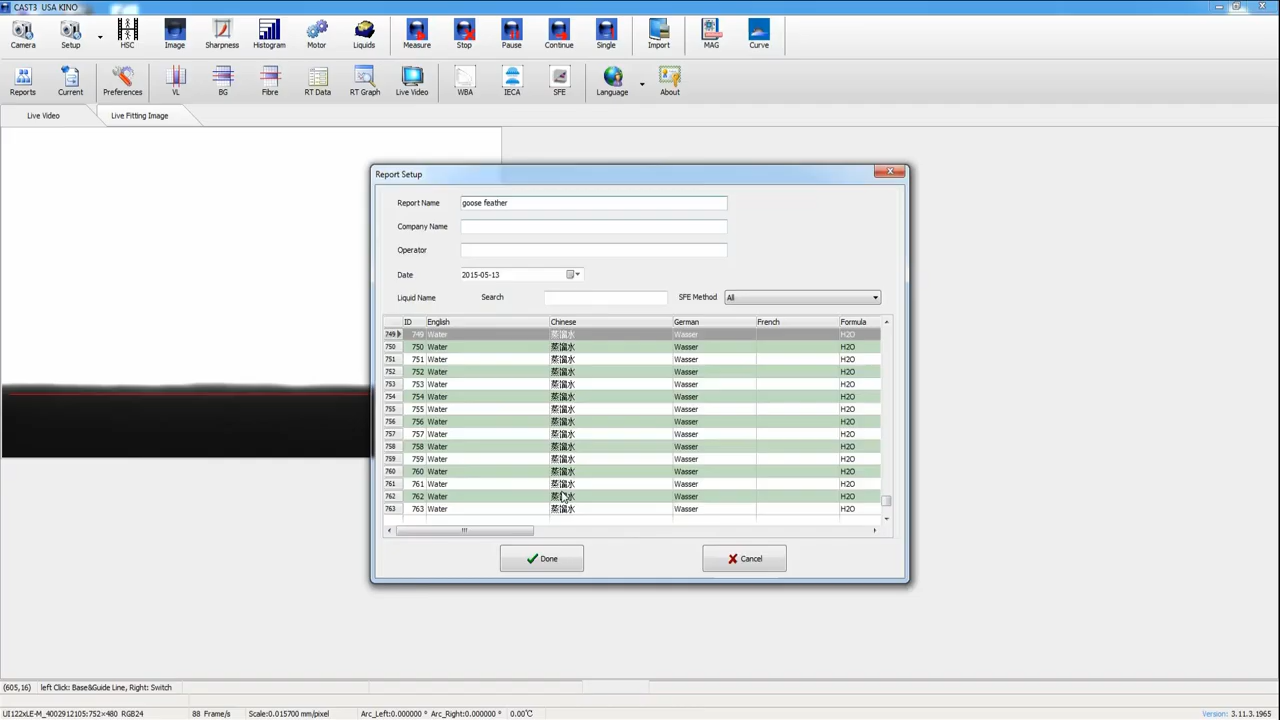 CAST3 USA KINO
Camera Setup HSC Image Sharpness Histogram Motor Liquids Measure Stop Pause Continue Single Import MAG Curve
Reports Current Preferences VL BG Fibre RT Data RT Graph Live Video WBA IECA SFE Language About
Live Video Live Fitting Image
Report Setup
Report Name goose feather
Company Name
Operator
Date 2015-05-13
Liquid Name Search SFE Method All
ID English Chinese German French Formula
749 749 Water 蒸馏水 Wasser H2O
750 750 Water 蒸馏水 Wasser H2O
751 751 Water 蒸馏水 Wasser H2O
752 752 Water 蒸馏水 Wasser H2O
753 753 Water 蒸馏水 Wasser H2O
754 754 Water 蒸馏水 Wasser H2O
755 755 Water 蒸馏水 Wasser H2O
756 756 Water 蒸馏水 Wasser H2O
757 757 Water 蒸馏水 Wasser H2O
758 758 Water 蒸馏水 Wasser H2O
759 759 Water 蒸馏水 Wasser H2O
760 760 Water 蒸馏水 Wasser H2O
761 761 Water 蒸馏水 Wasser H2O
762 762 Water 蒸馏水 Wasser H2O
763 763 Water 蒸馏水 Wasser H2O
Done Cancel
(605,16) left Click: Base&Guide Line, Right: Switch
UI122xLE-M_4002912105:752×480 RGB24 88 Frame/s Scale:0.015700 mm/pixel Arc_Left:0.000000 ° Arc_Right:0.000000 ° 0.00℃ Version: 3.11.3.1965